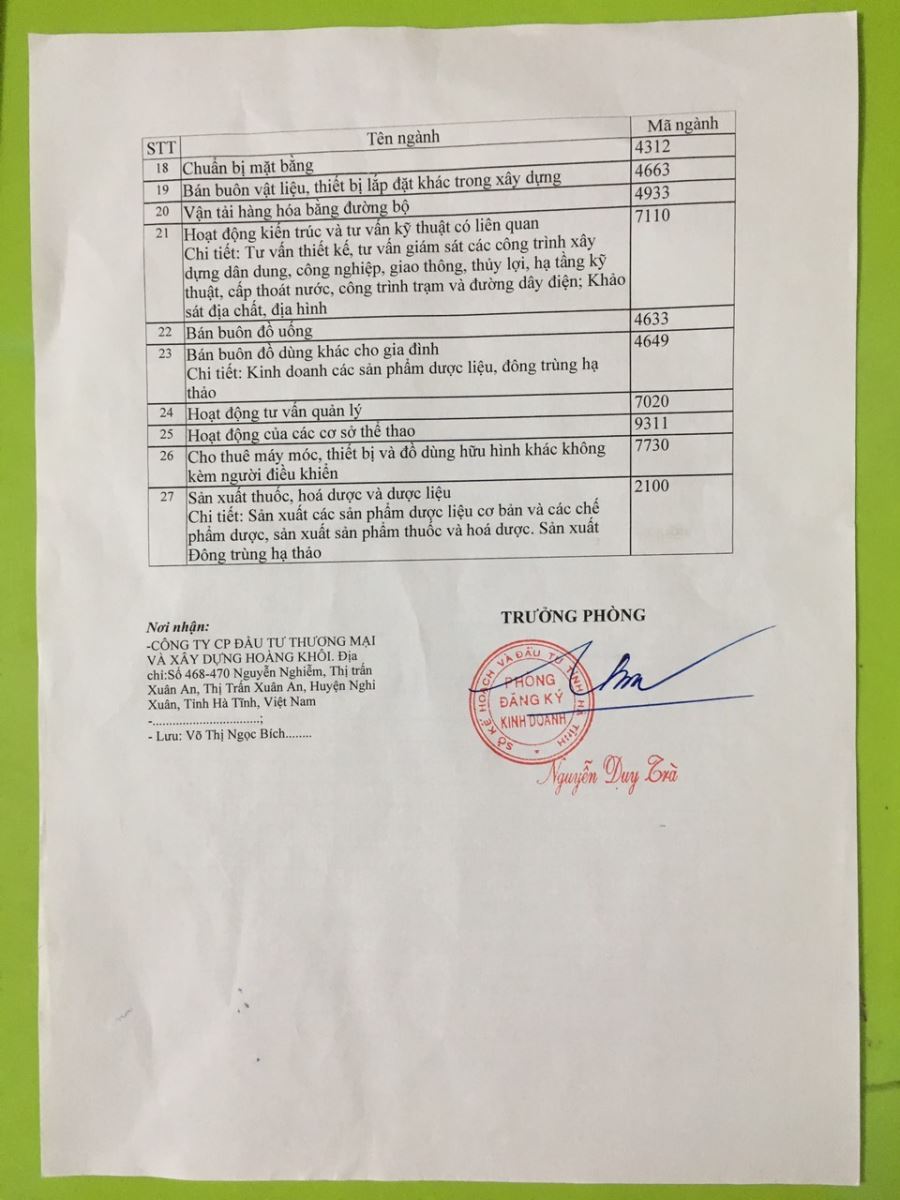 STT Tên ngành Mã ngành
18 Chuẩn bị mặt bằng 4312
19 Bán buôn vật liệu, thiết bị lắp đặt khác trong xây dựng 4663
20 Vận tải hàng hóa bằng đường bộ 4933
21 Hoạt động kiến trúc và tư vấn kỹ thuật có liên quan 7110
Chi tiết: Tư vấn thiết kế, tư vấn giám sát các công trình xây
dựng dân dung, công nghiệp, giao thông, thủy lợi, hạ tầng kỹ
thuật, cấp thoát nước, công trình trạm và đường dây điện; Khảo
sát địa chất, địa hình
22 Bán buôn đồ uống 4633
23 Bán buôn đồ dùng khác cho gia đình 4649
Chi tiết: Kinh doanh các sản phẩm dược liệu, đông trùng hạ
thảo
24 Hoạt động tư vấn quản lý 7020
25 Hoạt động của các cơ sở thể thao 9311
26 Cho thuê máy móc, thiết bị và đồ dùng hữu hình khác không 7730
kèm người điều khiển
27 Sản xuất thuốc, hoá dược và dược liệu 2100
Chi tiết: Sản xuất các sản phẩm dược liệu cơ bản và các chế
phẩm dược, sản xuất sản phẩm thuốc và hoá dược. Sản xuất
Đông trùng hạ thảo
Nơi nhận:
-CÔNG TY CP ĐẦU TƯ THƯƠNG MẠI
VÀ XÂY DỰNG HOÀNG KHÔI. Địa
chỉ:Số 468-470 Nguyễn Nghiễm, Thị trấn
Xuân An, Thị Trấn Xuân An, Huyện Nghi
Xuân, Tỉnh Hà Tĩnh, Việt Nam
-................................;
- Lưu: Võ Thị Ngọc Bích........
TRƯỞNG PHÒNG
SỞ KẾ HOẠCH VÀ ĐẦU TƯ TỈNH HÀ TĨNH
PHÒNG
ĐĂNG KÝ
KINH DOANH
Nguyễn Duy Trà